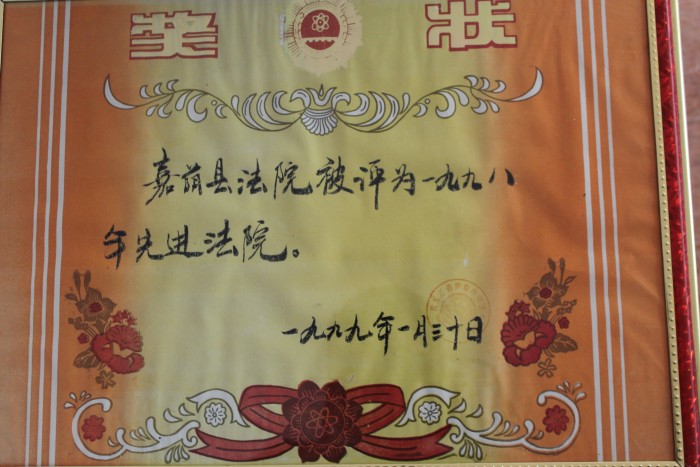 奖 状
嘉荫县法院被评为一九九八
年先进法院。
一九九九年一月三十日